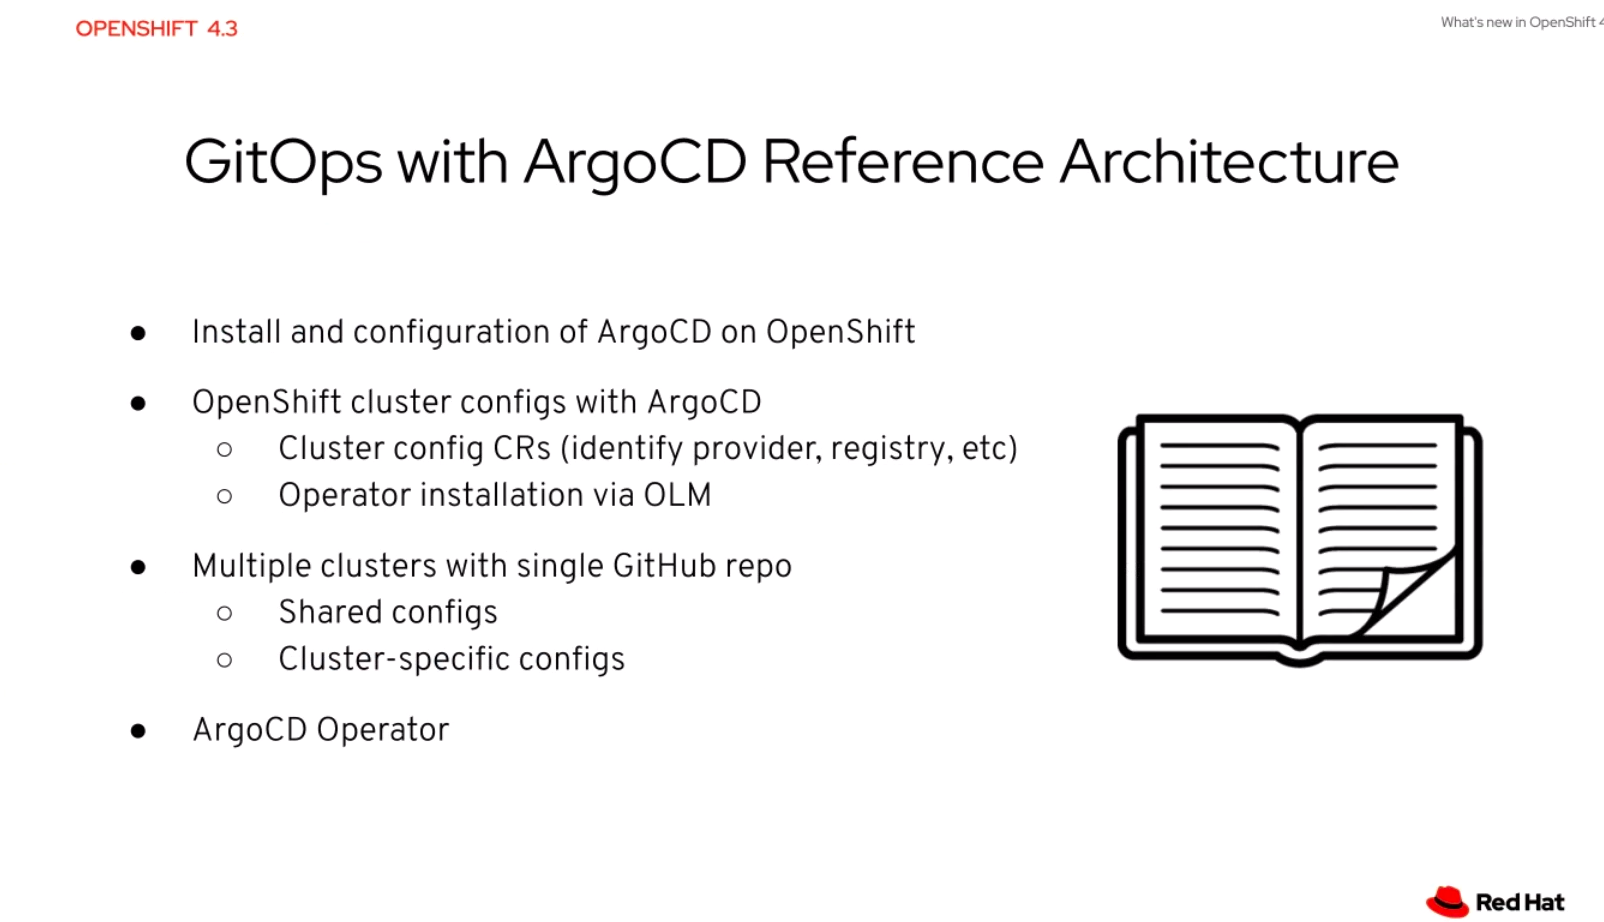 OPENSHIFT 4.3
What's new in OpenShift
GitOps with ArgoCD Reference Architecture
● Install and configuration of ArgoCD on OpenShift
● OpenShift cluster configs with ArgoCD
○ Cluster config CRs (identify provider, registry, etc)
○ Operator installation via OLM
● Multiple clusters with single GitHub repo
○ Shared configs
○ Cluster-specific configs
● ArgoCD Operator
Red Hat